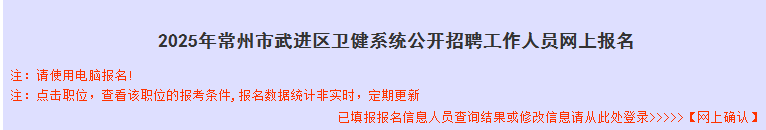 2025年常州市武进区卫健系统公开招聘工作人员网上报名
注：请使用电脑报名!
注：点击职位，查看该职位的报考条件,报名数据统计非实时，定期更新
已填报报名信息人员查询结果或修改信息请从此处登录>>>>>【网上确认】